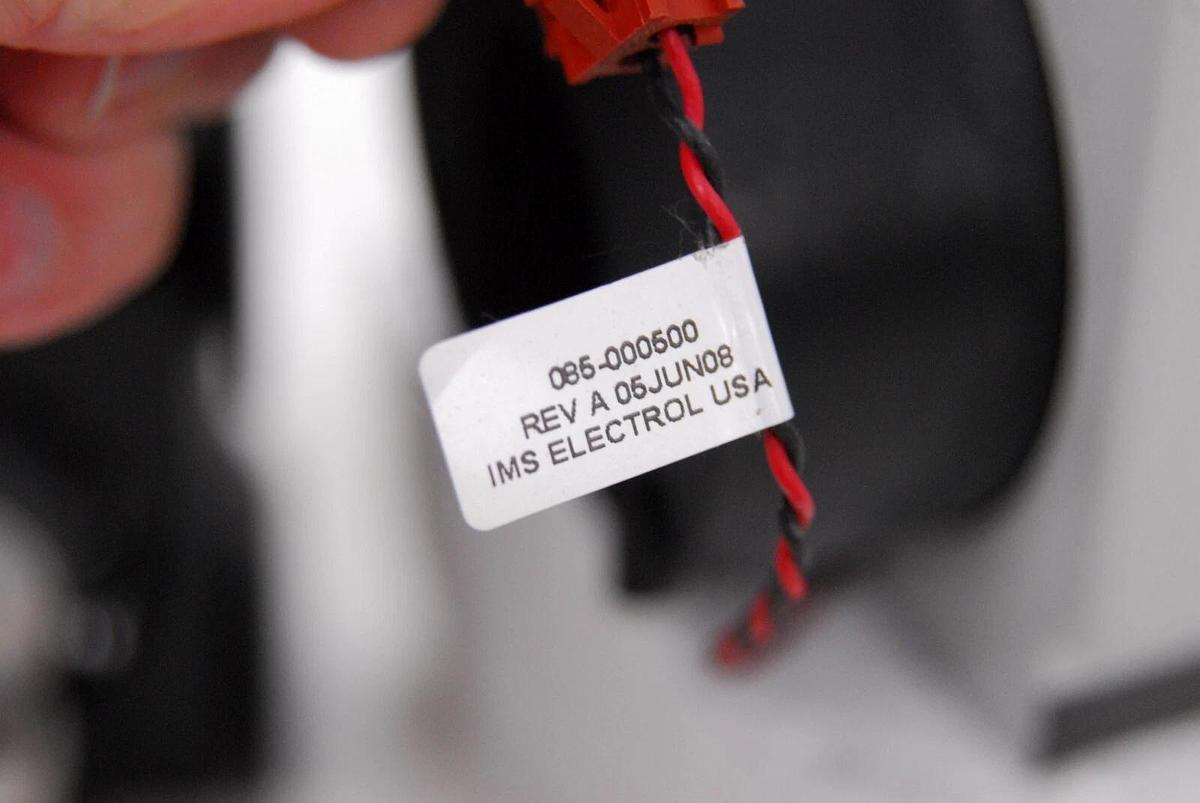 085-000500
REV A 05JUN08
IMS ELECTROL USA